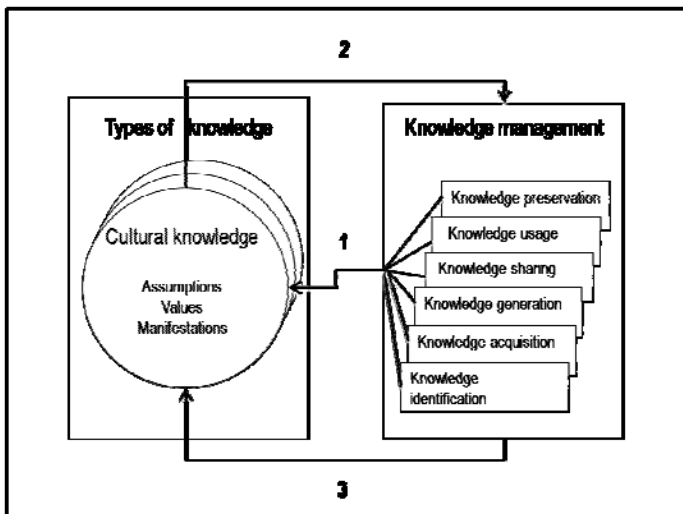 2
Types of knowledge
Knowledge management
Cultural knowledge
Assumptions
Values
Manifestations
1
Knowledge preservation
Knowledge usage
Knowledge sharing
Knowledge generation
Knowledge acquisition
Knowledge
identification
3